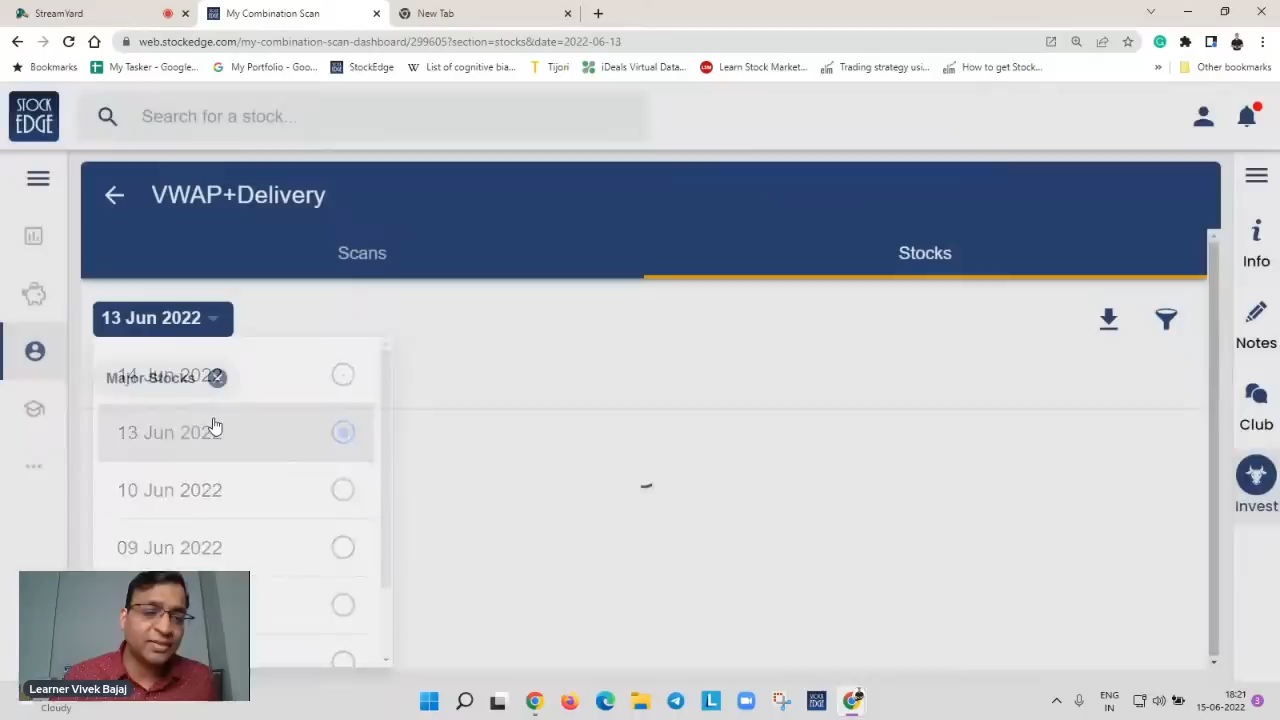 StreamYard
My Combination Scan
New Tab
web.stockedge.com/my-combination-scan-dashboard/299605?section=stocks&date=2022-06-13
Bookmarks
My Tasker - Google...
My Portfolio - Goo...
StockEdge
List of cognitive bia...
Tijori
iDeals Virtual Data...
Learn Stock Market...
Trading strategy usi...
How to get Stock...
Other bookmarks
STOCK
EDGE
Search for a stock...
VWAP+Delivery
Scans
Stocks
13 Jun 2022
14 Jun 2022
Major Stocks
13 Jun 2022
10 Jun 2022
09 Jun 2022
Info
Notes
Club
Invest
Learner Vivek Bajaj
Cloudy
ENG
IN
18:21
15-06-2022
3